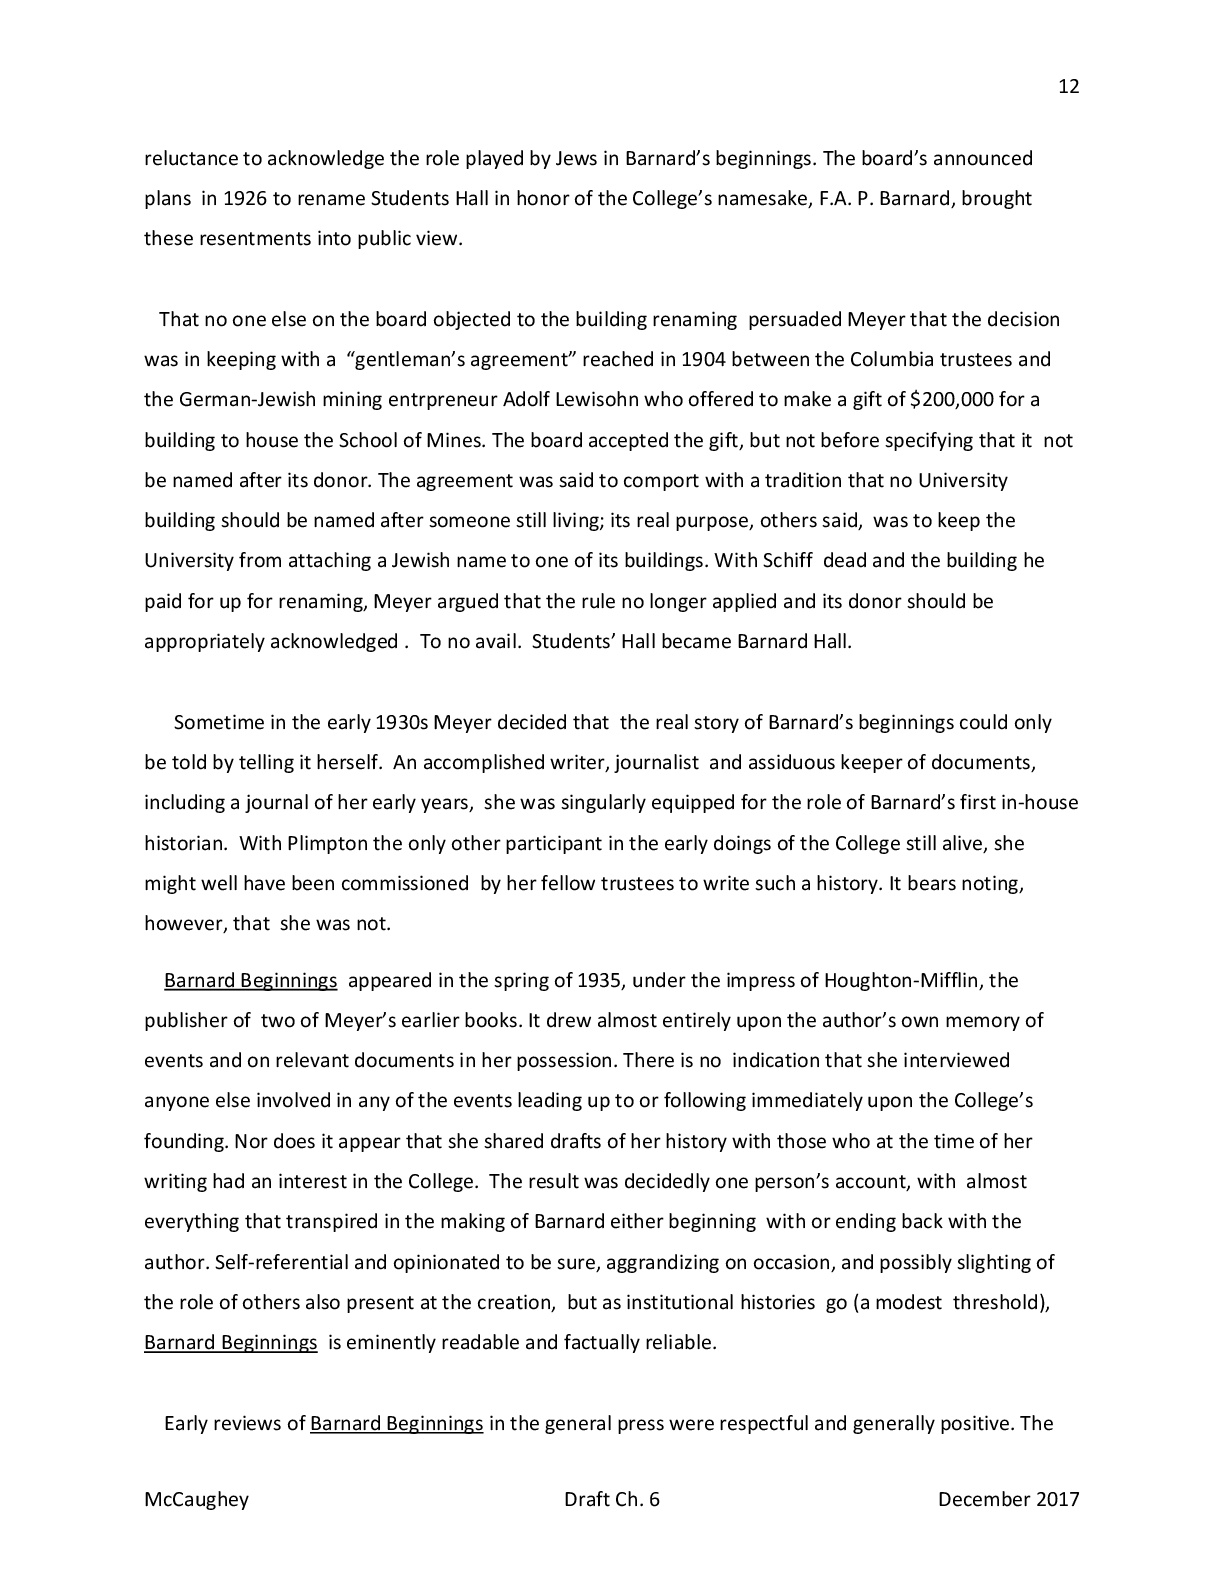 12
reluctance to acknowledge the role played by Jews in Barnard’s beginnings. The board’s announced
plans  in 1926 to rename Students Hall in honor of the College’s namesake, F.A. P. Barnard, brought
these resentments into public view.
That no one else on the board objected to the building renaming  persuaded Meyer that the decision
was in keeping with a  “gentleman’s agreement” reached in 1904 between the Columbia trustees and
the German-Jewish mining entrpreneur Adolf Lewisohn who offered to make a gift of $200,000 for a
building to house the School of Mines. The board accepted the gift, but not before specifying that it  not
be named after its donor. The agreement was said to comport with a tradition that no University
building should be named after someone still living; its real purpose, others said,  was to keep the
University from attaching a Jewish name to one of its buildings. With Schiff  dead and the building he
paid for up for renaming, Meyer argued that the rule no longer applied and its donor should be
appropriately acknowledged .  To no avail.  Students’ Hall became Barnard Hall.
Sometime in the early 1930s Meyer decided that  the real story of Barnard’s beginnings could only
be told by telling it herself.  An accomplished writer, journalist  and assiduous keeper of documents,
including a journal of her early years,  she was singularly equipped for the role of Barnard’s first in-house
historian.  With Plimpton the only other participant in the early doings of the College still alive, she
might well have been commissioned  by her fellow trustees to write such a history. It bears noting,
however, that  she was not.
Barnard Beginnings  appeared in the spring of 1935, under the impress of Houghton-Mifflin, the
publisher of  two of Meyer’s earlier books. It drew almost entirely upon the author’s own memory of
events and on relevant documents in her possession. There is no  indication that she interviewed
anyone else involved in any of the events leading up to or following immediately upon the College’s
founding. Nor does it appear that she shared drafts of her history with those who at the time of her
writing had an interest in the College.  The result was decidedly one person’s account, with  almost
everything that transpired in the making of Barnard either beginning  with or ending back with the
author. Self-referential and opinionated to be sure, aggrandizing on occasion, and possibly slighting of
the role of others also present at the creation,  but as institutional histories  go (a modest  threshold),
Barnard Beginnings  is eminently readable and factually reliable.
Early reviews of Barnard Beginnings in the general press were respectful and generally positive. The
McCaughey Draft Ch. 6 December 2017